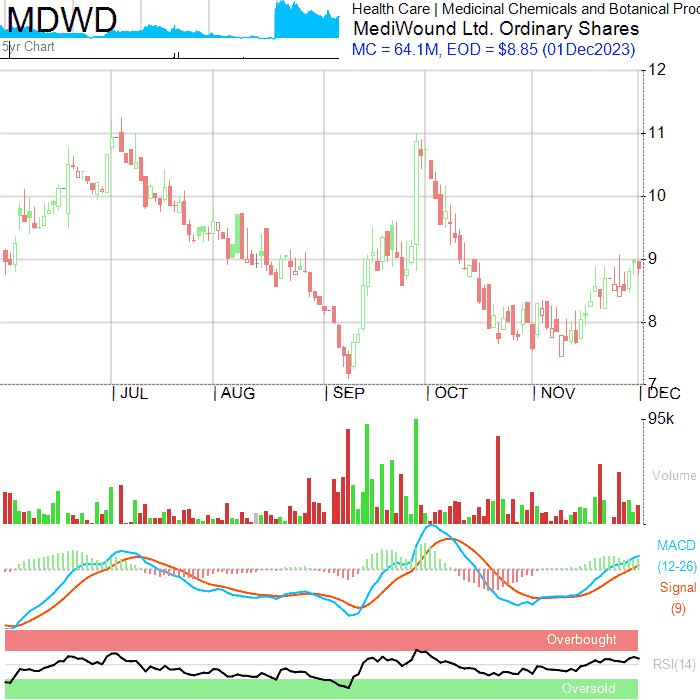 MDWD
5yr Chart
Health Care | Medicinal Chemicals and Botanical Proc
MediWound Ltd. Ordinary Shares
MC = 64.1M, EOD = $8.85 (01Dec2023)
12
11
10
9
8
7
| JUL | AUG | SEP | OCT | NOV | DEC
95k
Volume
MACD
(12-26)
Signal
(9)
Overbought
RSI(14)
Oversold